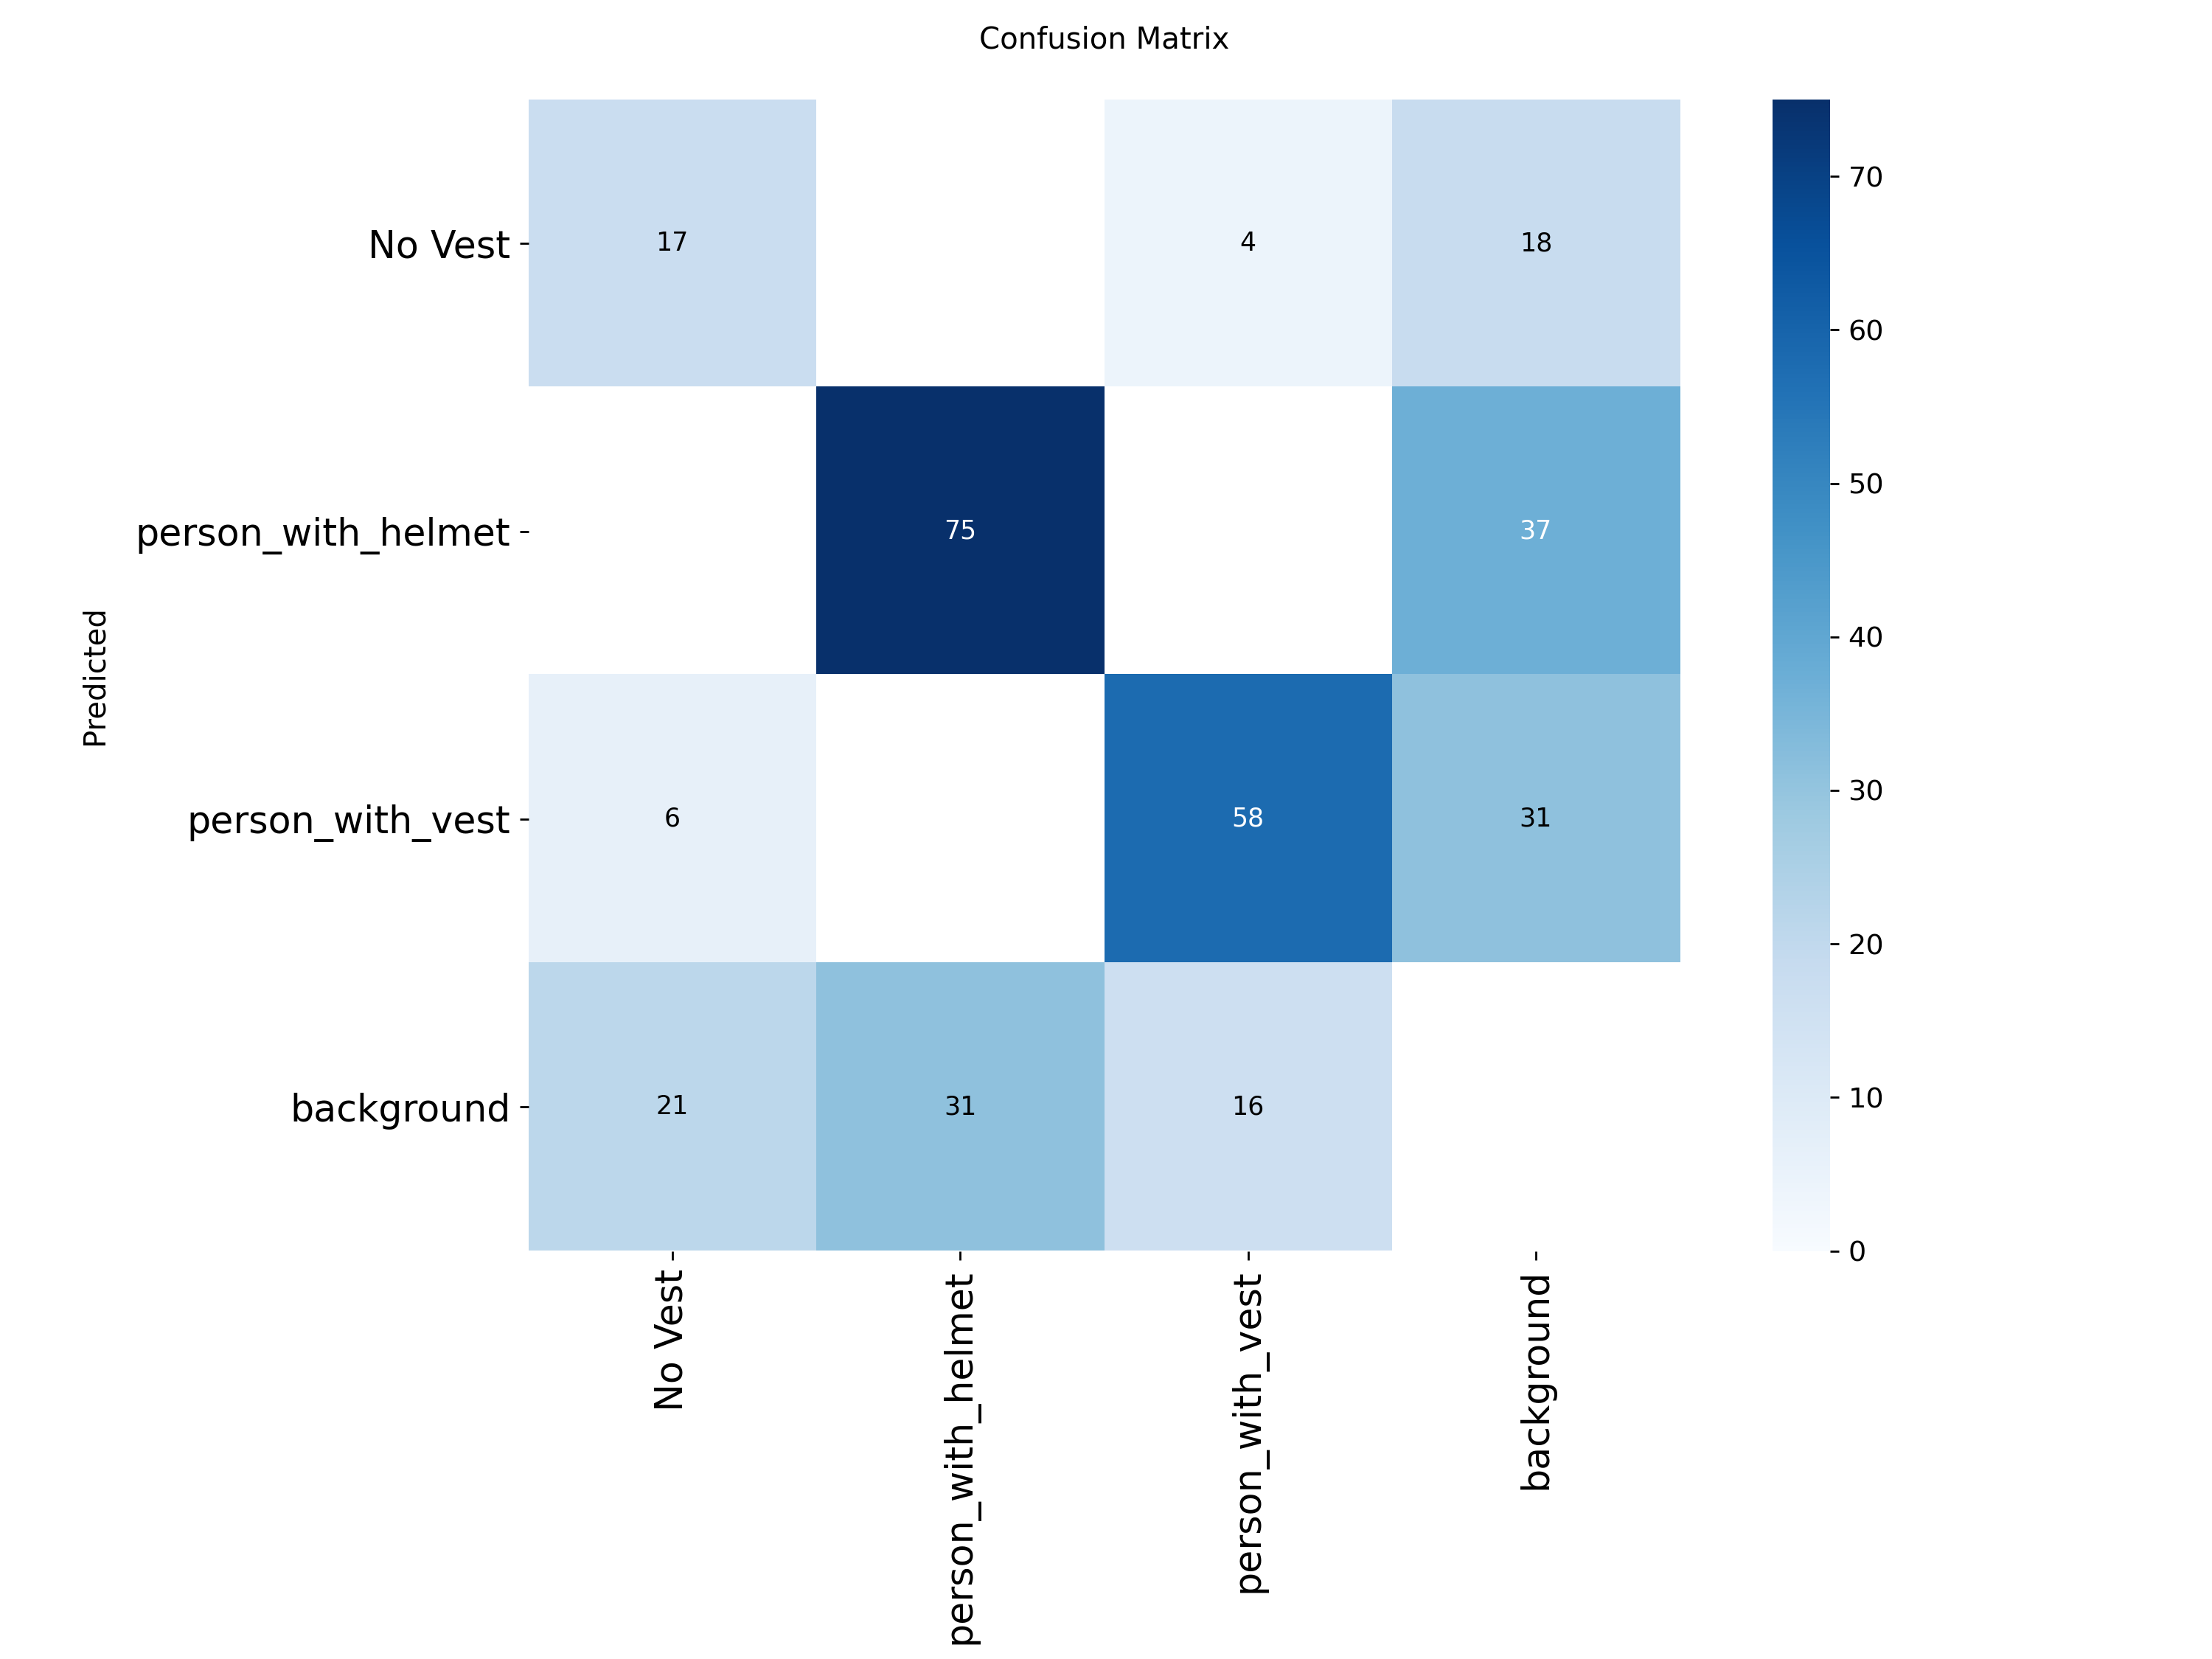 Confusion Matrix
No Vest
17
4
18
person_with_helmet
75
37
person_with_vest
6
58
31
background
21
31
16
Predicted
No Vest
person_with_helmet
person_with_vest
background
70
60
50
40
30
20
10
0